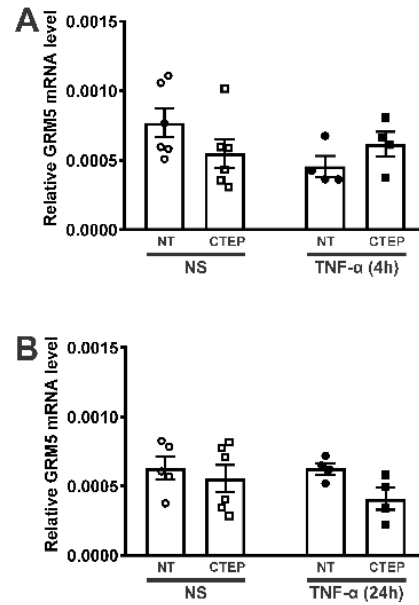 A
Relative GRM5 mRNA level
0.0015
0.0010
0.0005
0.0000
NT CTEP NT CTEP
NS TNF-α (4h)
B
Relative GRM5 mRNA level
0.0015
0.0010
0.0005
0.0000
NT CTEP NT CTEP
NS TNF-α (24h)